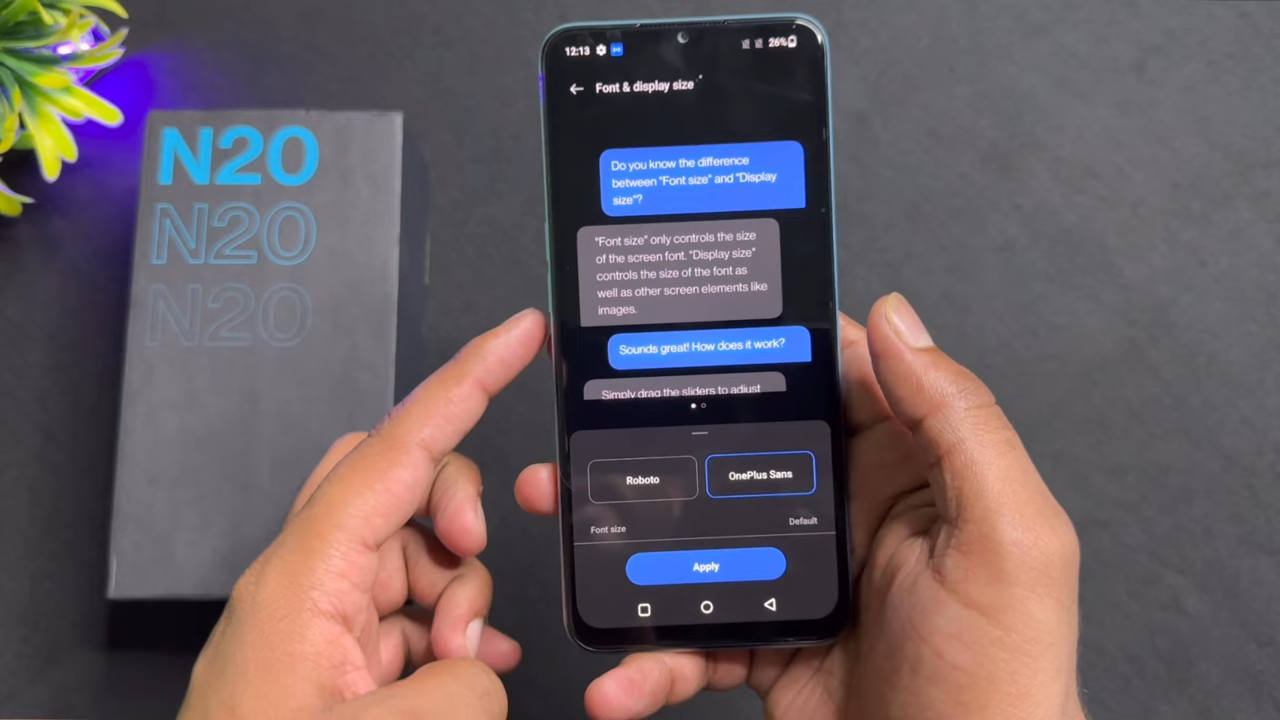 N20
N20
N20
12:13
26%
Font & display size
Do you know the difference
between "Font size" and "Display
size"?
"Font size" only controls the size
of the screen font. "Display size"
controls the size of the font as
well as other screen elements like
images.
Sounds great! How does it work?
Simply drag the sliders to adjust
Roboto
OnePlus Sans
Font size
Default
Apply